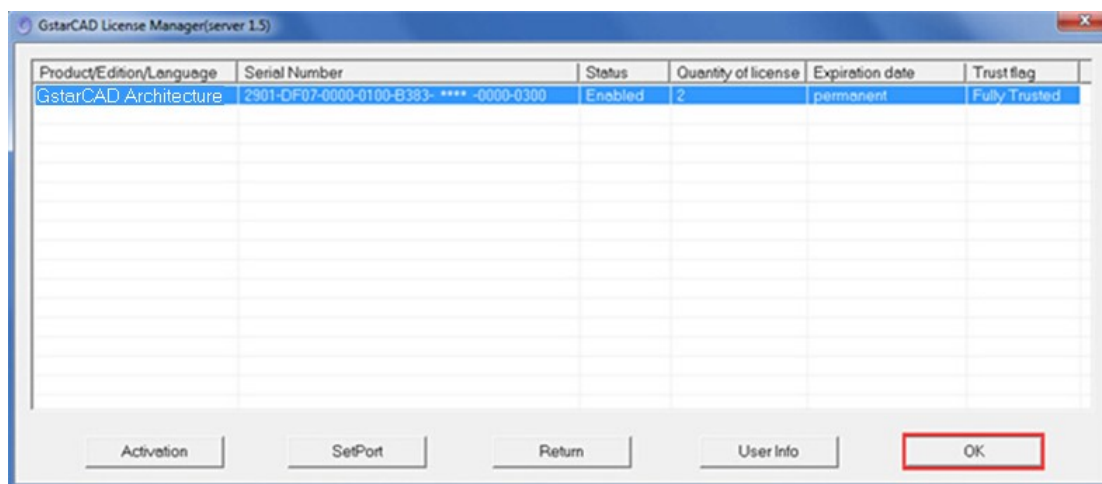 GstarCAD License Manager(server 1.5)
Product/Edition/Language Serial Number Status Quantity of license Expiration date Trust flag
GstarCAD Architecture 2901-DF07-0000-0100-B383- **** -0000-0300 Enabled 2 permanent Fully Trusted
Activation SetPort Return User Info OK